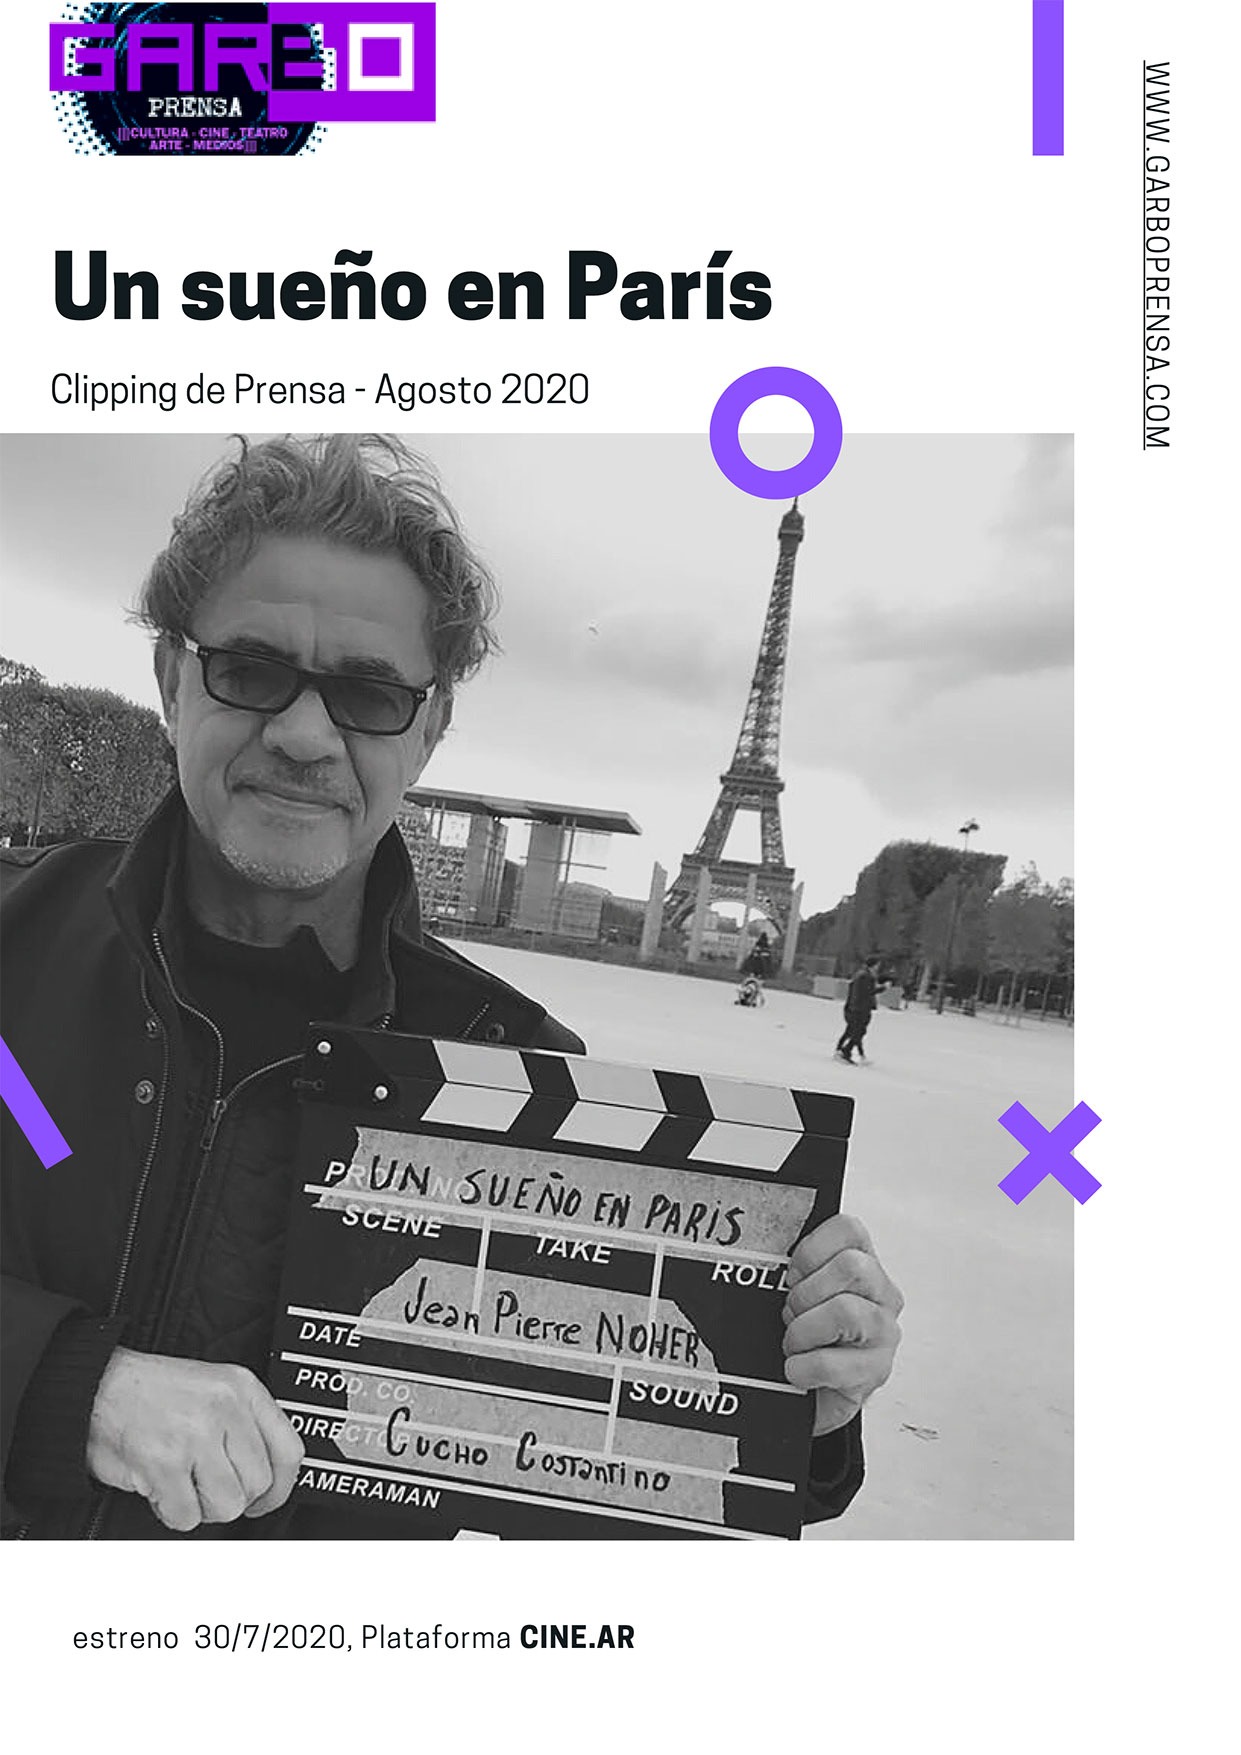 GARBO
PRENSA
|||CULTURA - CINE - TEATRO
ARTE - MEDIOS|||
WWW.GARBOPRENSA.COM
Un sueño en París
Clipping de Prensa - Agosto 2020
UN SUEÑO EN PARIS
SCENE TAKE ROLL
Jean Pierre NOHER
DATE
PROD. CO. SOUND
DIRECTOR Cucho Costantino
AMERAMAN
estreno 30/7/2020, Plataforma CINE.AR